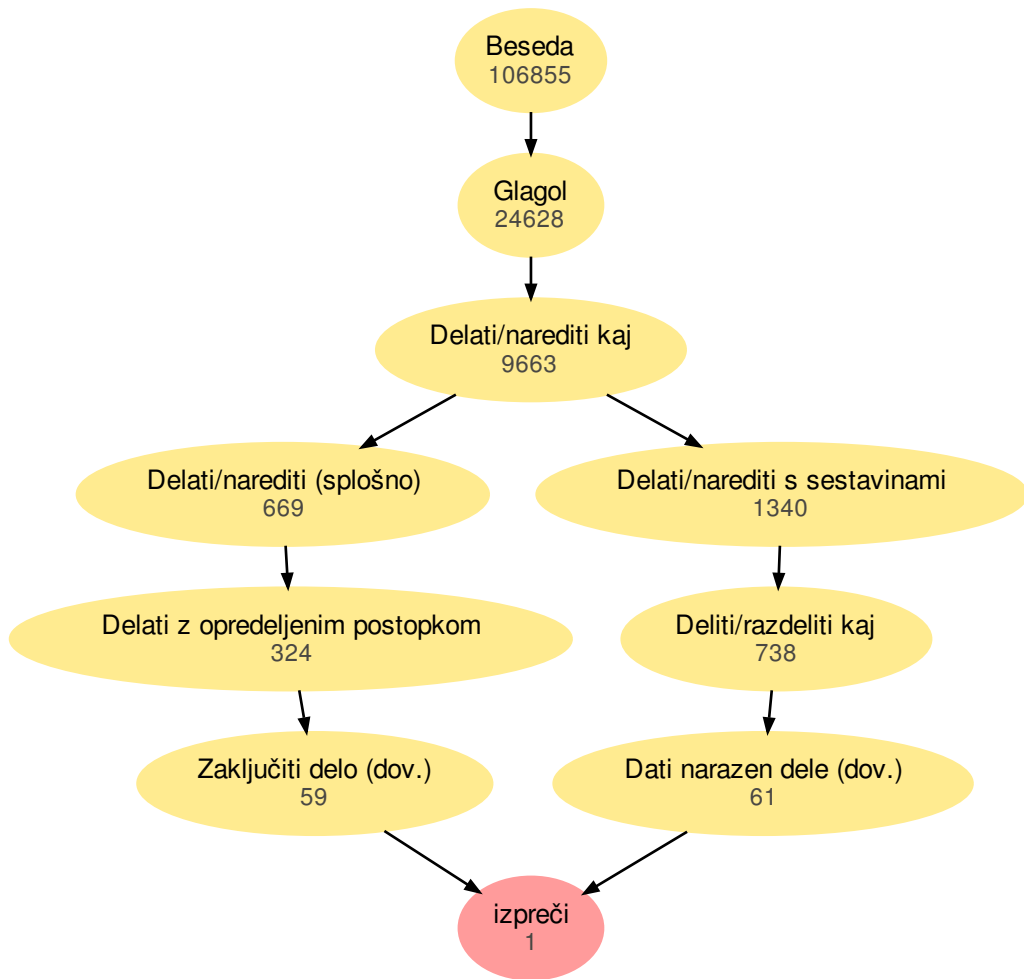 Beseda
106855
Glagol
24628
Delati/narediti kaj
9663
Delati/narediti (splošno)
669
Delati/narediti s sestavinami
1340
Delati z opredeljenim postopkom
324
Deliti/razdeliti kaj
738
Zaključiti delo (dov.)
59
Dati narazen dele (dov.)
61
izpreči
1